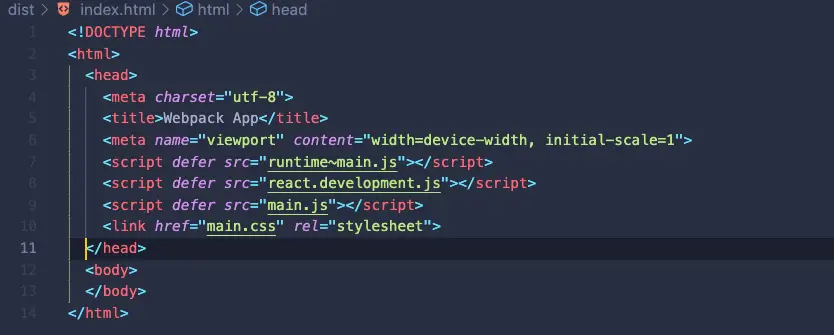 dist > index.html > html > head
1 <!DOCTYPE html>
2 <html>
3 <head>
4 <meta charset="utf-8">
5 <title>Webpack App</title>
6 <meta name="viewport" content="width=device-width, initial-scale=1">
7 <script defer src="runtime~main.js"></script>
8 <script defer src="react.development.js"></script>
9 <script defer src="main.js"></script>
10 <link href="main.css" rel="stylesheet">
11 </head>
12 <body>
13 </body>
14 </html>